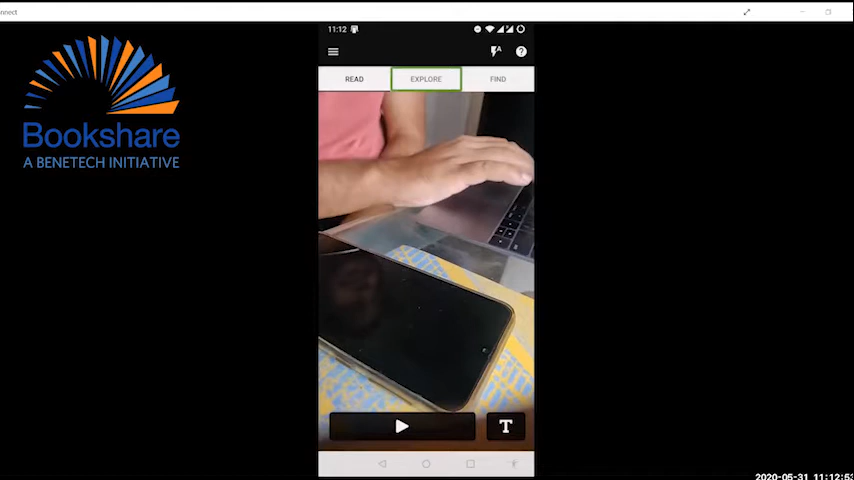 nnect
11:12
A
?
READ
EXPLORE
FIND
Bookshare
A BENETECH INITIATIVE
T
2020-05-31 11:12:53